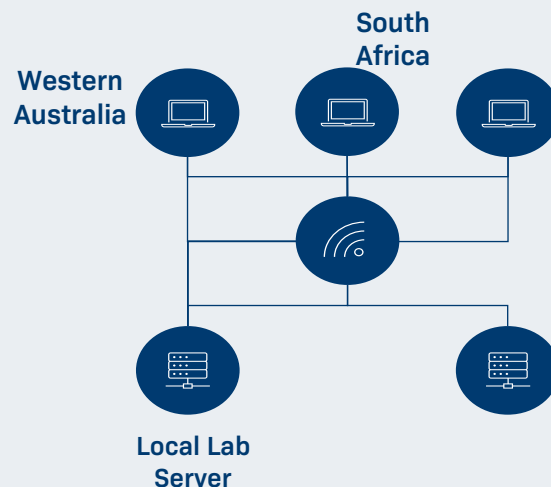 South
Africa
Western
Australia
Local Lab
Server